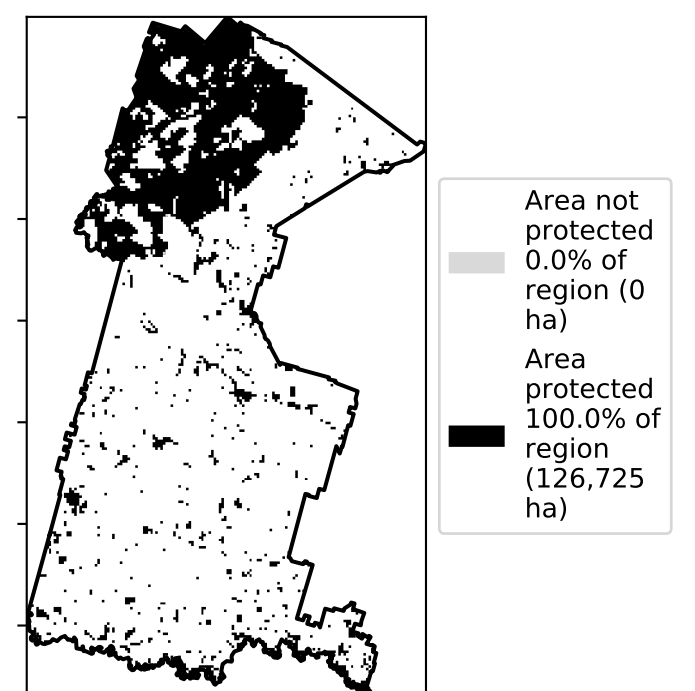 Area not
protected
0.0% of
region (0
ha)
Area
protected
100.0% of
region
(126,725
ha)